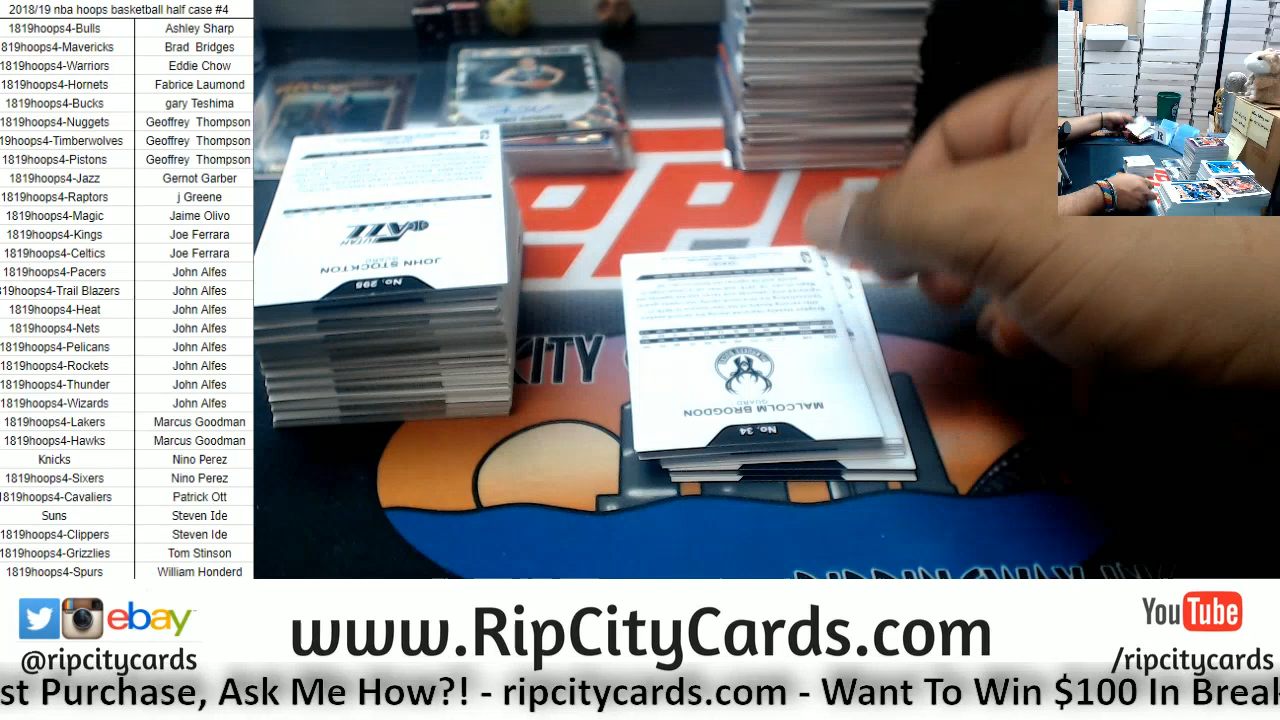 2018/19 nba hoops basketball half case #4
1819hoops4-Bulls Ashley Sharp
819hoops4-Mavericks Brad Bridges
1819hoops4-Warriors Eddie Chow
1819hoops4-Hornets Fabrice Laumond
1819hoops4-Bucks gary Teshima
1819hoops4-Nuggets Geoffrey Thompson
819hoops4-Timberwolves Geoffrey Thompson
1819hoops4-Pistons Geoffrey Thompson
1819hoops4-Jazz Gernot Garber
1819hoops4-Raptors j Greene
1819hoops4-Magic Jaime Olivo
1819hoops4-Kings Joe Ferrara
1819hoops4-Celtics Joe Ferrara
1819hoops4-Pacers John Alfes
819hoops4-Trail Blazers John Alfes
1819hoops4-Heat John Alfes
1819hoops4-Nets John Alfes
1819hoops4-Pelicans John Alfes
1819hoops4-Rockets John Alfes
1819hoops4-Thunder John Alfes
1819hoops4-Wizards John Alfes
1819hoops4-Lakers Marcus Goodman
1819hoops4-Hawks Marcus Goodman
Knicks Nino Perez
1819hoops4-Sixers Nino Perez
1819hoops4-Cavaliers Patrick Ott
Suns Steven Ide
1819hoops4-Clippers Steven Ide
1819hoops4-Grizzlies Tom Stinson
1819hoops4-Spurs William Honderd
UTAH
JAZZ
GUARD
JOHN STOCKTON
No. 295
GUARD
MALCOLM BROGDON
No. 34
ebay
@ripcitycards
www.RipCityCards.com
YouTube
/ripcitycards
st Purchase, Ask Me How?! - ripcitycards.com - Want To Win $100 In Break